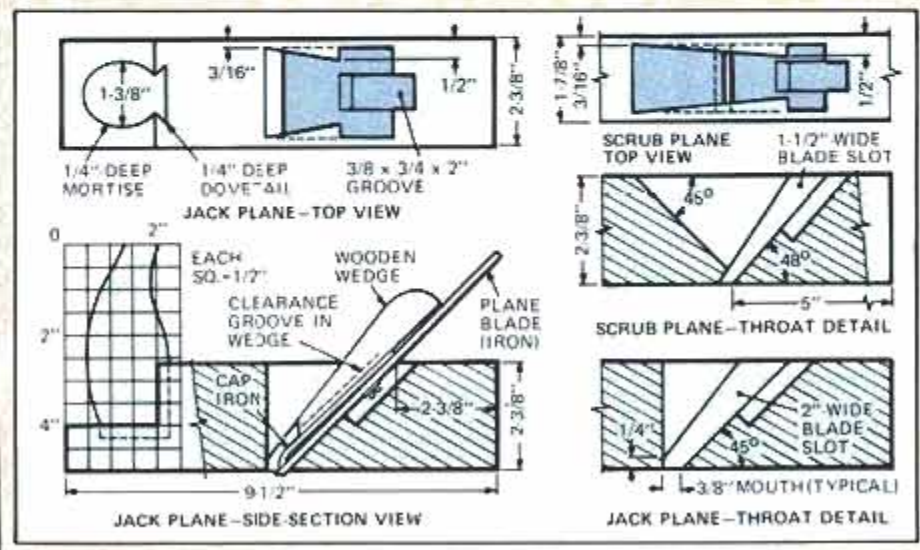 3/16"
1-3/8"
1/2"
2-3/8"
1/4"-DEEP
MORTISE
1/4" DEEP
DOVETAIL
3/8 x 3/4 x 2"
GROOVE
JACK PLANE–TOP VIEW
1-7/8"
3/16"
1/2"
SCRUB PLANE
TOP VIEW
1-1/2"-WIDE
BLADE SLOT
45°
48°
2-3/8"
5"
SCRUB PLANE–THROAT DETAIL
0
2"
2"
4"
EACH
SQ.=1/2"
WOODEN
WEDGE
CLEARANCE
GROOVE IN
WEDGE
PLANE
BLADE
(IRON)
CAP
IRON
2-3/8"
2-3/8"
9-1/2"
JACK PLANE–SIDE-SECTION VIEW
1/4"
2"-WIDE
BLADE
SLOT
45°
3/8" MOUTH (TYPICAL)
JACK PLANE–THROAT DETAIL